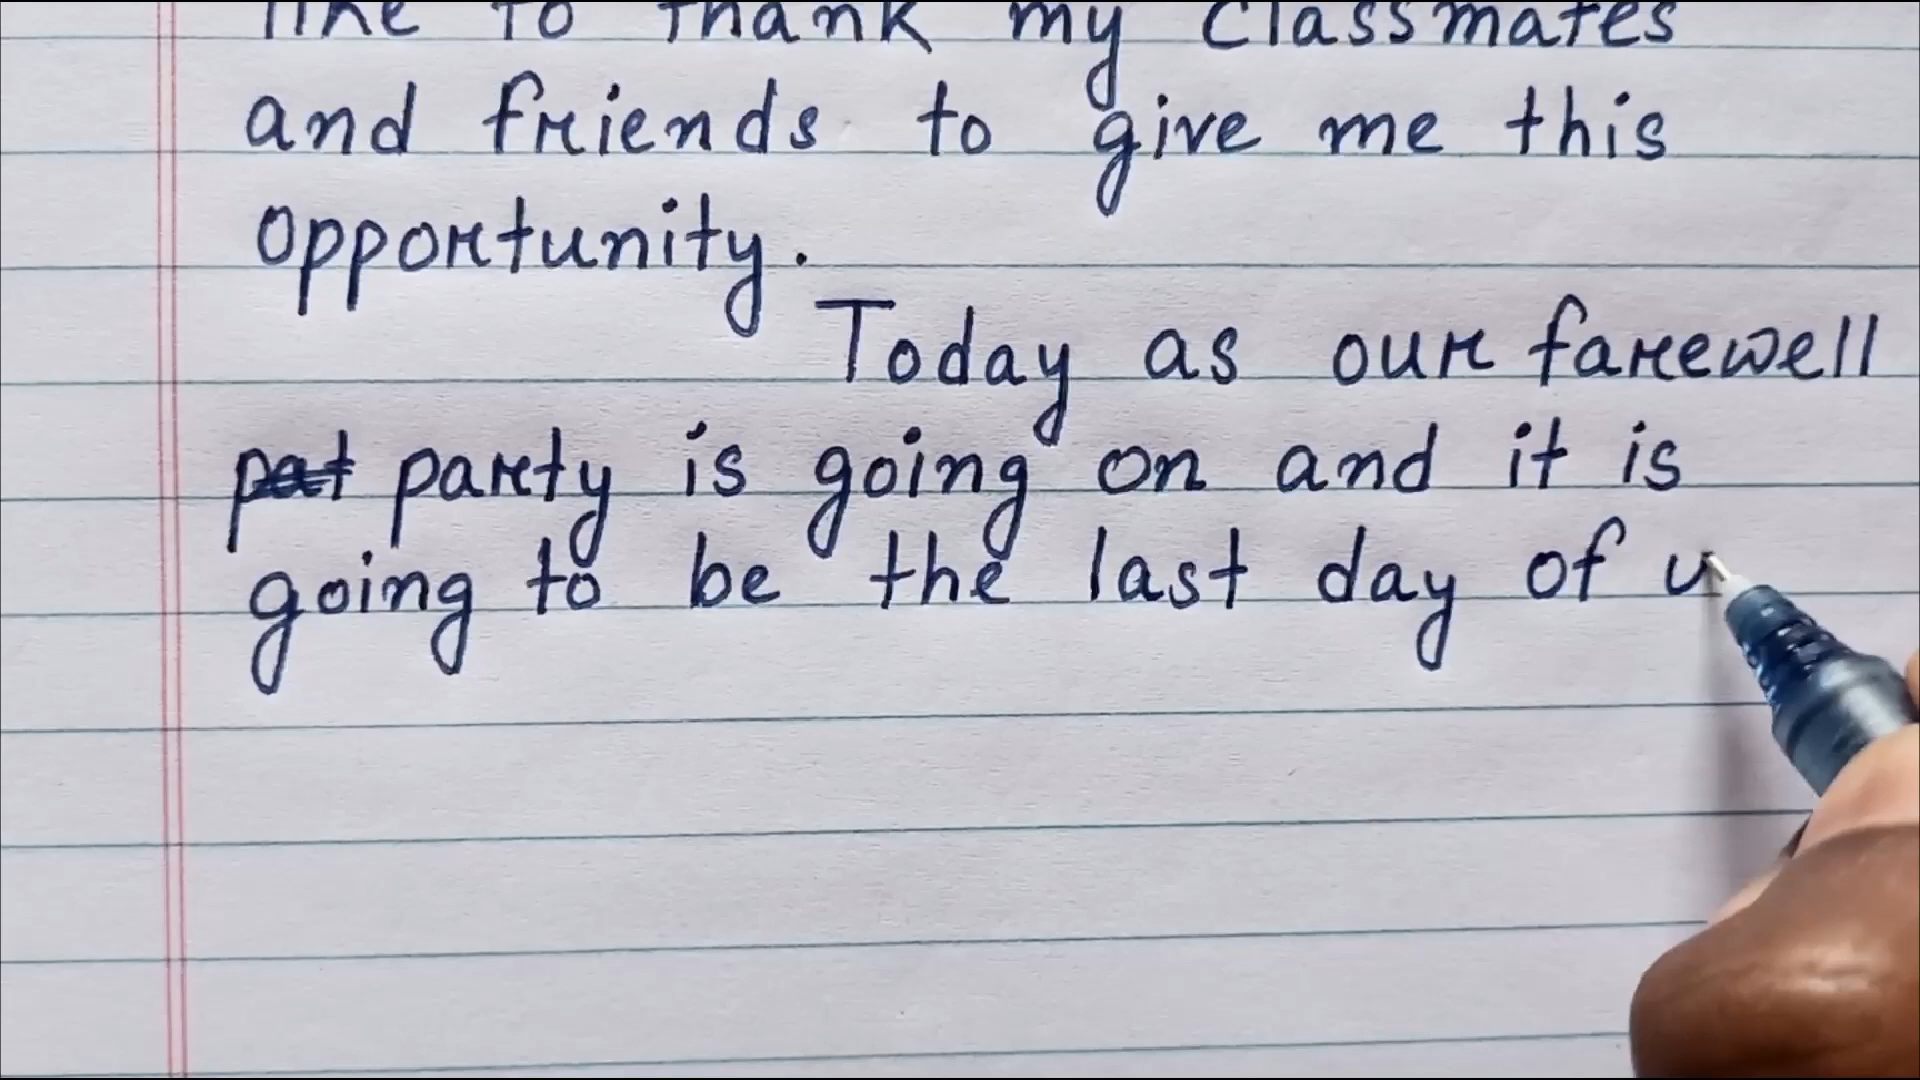 like to thank my classmates
and friends to give me this
opportunity.
Today as our farewell
party is going on and it is
going to be the last day of u